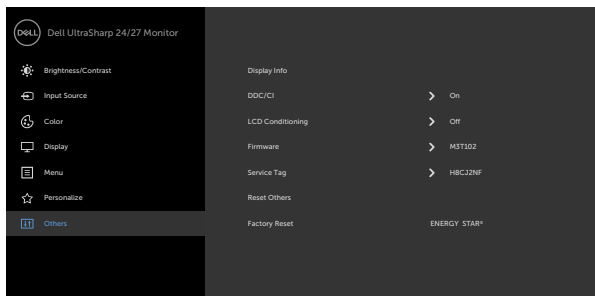 DELL Dell UltraSharp 24/27 Monitor
Brightness/Contrast Display Info
Input Source DDC/CI On
Color LCD Conditioning Off
Display Firmware M3T102
Menu Service Tag H8CJ2NF
Personalize Reset Others
Others Factory Reset ENERGY STAR®